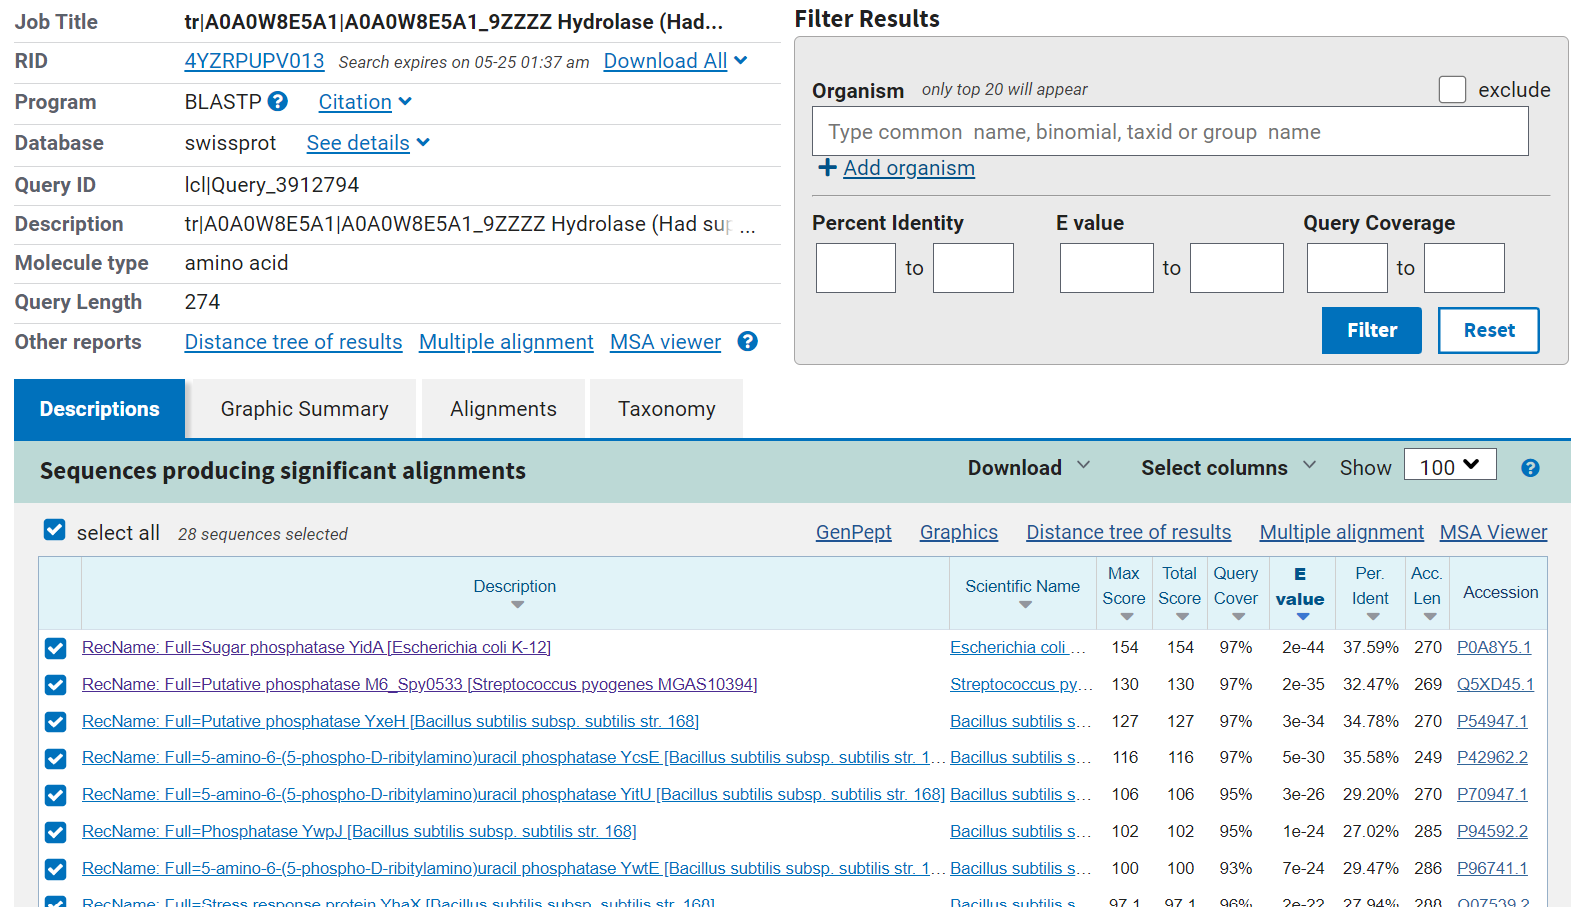 Job Title tr|A0A0W8E5A1|A0A0W8E5A1_9ZZZZ Hydrolase (Had...
RID 4YZRPUPV013 Search expires on 05-25 01:37 am Download All
Program BLASTP Citation
Database swissprot See details
Query ID lcl|Query_3912794
Description tr|A0A0W8E5A1|A0A0W8E5A1_9ZZZZ Hydrolase (Had sup ...
Molecule type amino acid
Query Length 274
Other reports Distance tree of results Multiple alignment MSA viewer
Filter Results
Organism only top 20 will appear exclude
Type common name, binomial, taxid or group name
Add organism
Percent Identity E value Query Coverage
to to to
Filter Reset
Descriptions Graphic Summary Alignments Taxonomy
Sequences producing significant alignments Download Select columns Show 100
select all 28 sequences selected GenPept Graphics Distance tree of results Multiple alignment MSA Viewer
Description Scientific Name Max Score Total Score Query Cover E value Per. Ident Acc. Len Accession
RecName: Full=Sugar phosphatase YidA [Escherichia coli K-12] Escherichia coli ... 154 154 97% 2e-44 37.59% 270 P0A8Y5.1
RecName: Full=Putative phosphatase M6_Spy0533 [Streptococcus pyogenes MGAS10394] Streptococcus py... 130 130 97% 2e-35 32.47% 269 Q5XD45.1
RecName: Full=Putative phosphatase YxeH [Bacillus subtilis subsp. subtilis str. 168] Bacillus subtilis s... 127 127 97% 3e-34 34.78% 270 P54947.1
RecName: Full=5-amino-6-(5-phospho-D-ribitylamino)uracil phosphatase YcsE [Bacillus subtilis subsp. subtilis str. 1... Bacillus subtilis s... 116 116 97% 5e-30 35.58% 249 P42962.2
RecName: Full=5-amino-6-(5-phospho-D-ribitylamino)uracil phosphatase YitU [Bacillus subtilis subsp. subtilis str. 168] Bacillus subtilis s... 106 106 95% 3e-26 29.20% 270 P70947.1
RecName: Full=Phosphatase YwpJ [Bacillus subtilis subsp. subtilis str. 168] Bacillus subtilis s... 102 102 95% 1e-24 27.02% 285 P94592.2
RecName: Full=5-amino-6-(5-phospho-D-ribitylamino)uracil phosphatase YwtE [Bacillus subtilis subsp. subtilis str. 1... Bacillus subtilis s... 100 100 93% 7e-24 29.47% 286 P96741.1
RecName: Full=Stress response protein YhaX [Bacillus subtilis subsp. subtilis str. 168] Bacillus subtilis s... 97.1 97.1 96% 2e-22 27.94% 288 O07539.2